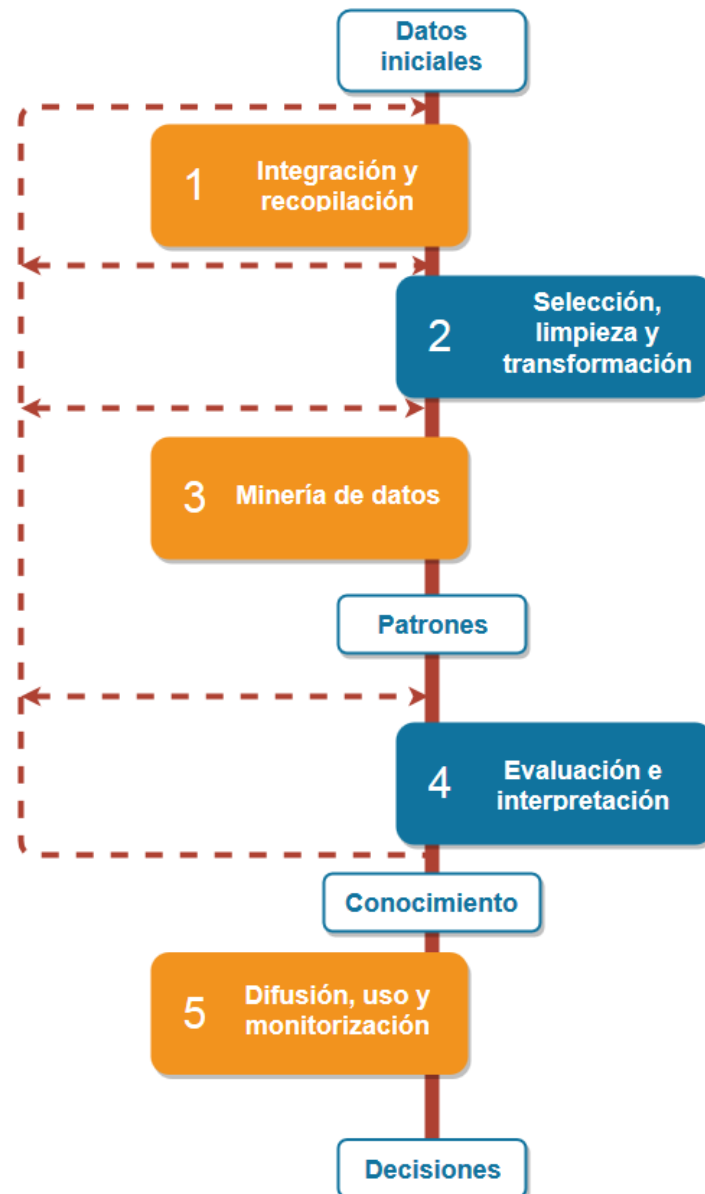 Datos
iniciales
1
Integración y
recopilación
2
Selección,
limpieza y
transformación
3
Minería de datos
Patrones
4
Evaluación e
interpretación
Conocimiento
5
Difusión, uso y
monitorización
Decisiones